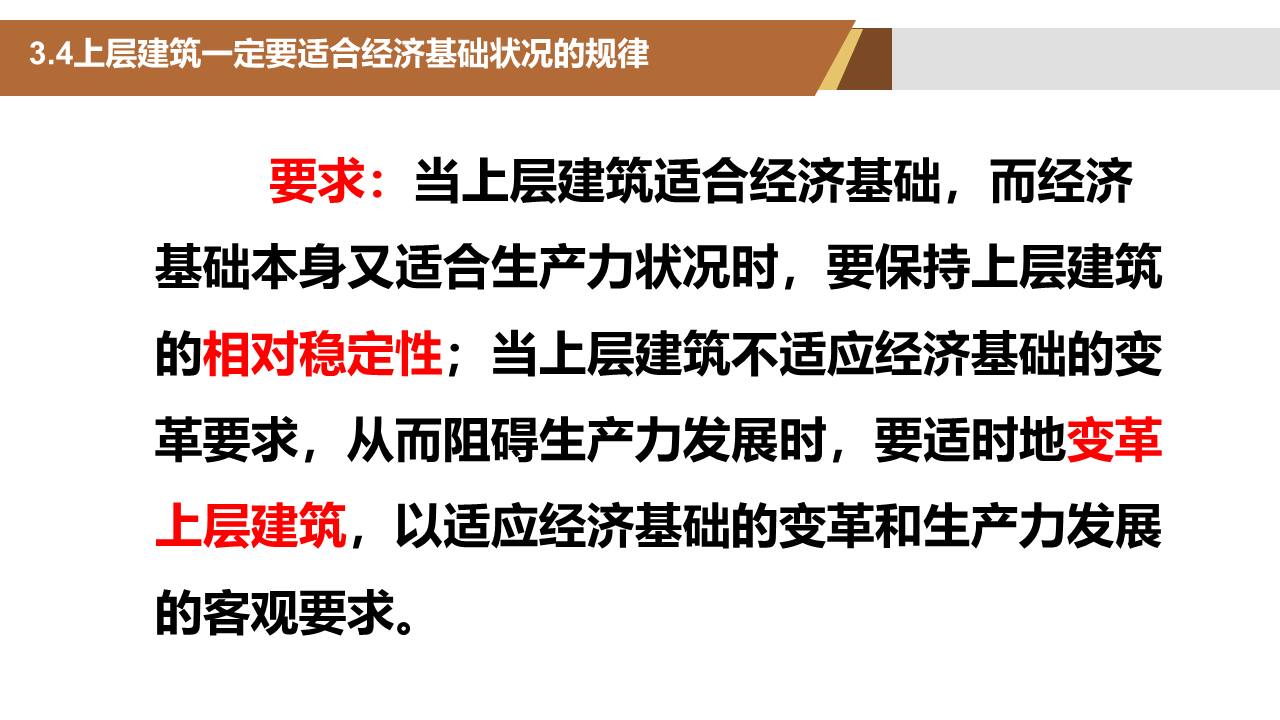 3.4上层建筑一定要适合经济基础状况的规律
要求：当上层建筑适合经济基础，而经济
基础本身又适合生产力状况时，要保持上层建筑
的相对稳定性；当上层建筑不适应经济基础的变
革要求，从而阻碍生产力发展时，要适时地变革
上层建筑，以适应经济基础的变革和生产力发展
的客观要求。